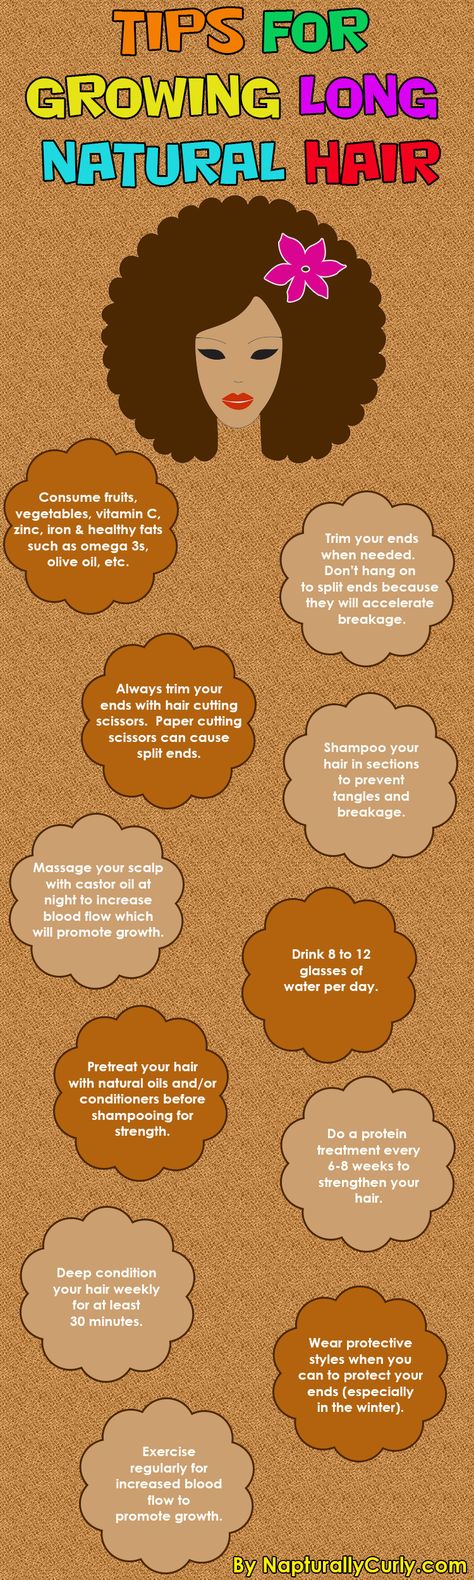 TIPS FOR
GROWING LONG
NATURAL HAIR
Consume fruits,
vegetables, vitamin C,
zinc, iron & healthy fats
such as omega 3s,
olive oil, etc.
Trim your ends
when needed.
Don't hang on
to split ends because
they will accelerate
breakage.
Always trim your
ends with hair cutting
scissors.  Paper cutting
scissors can cause
split ends.
Shampoo your
hair in sections
to prevent
tangles and
breakage.
Massage your scalp
with castor oil at
night to increase
blood flow which
will promote growth.
Drink 8 to 12
glasses of
water per day.
Pretreat your hair
with natural oils and/or
conditioners before
shampooing for
strength.
Do a protein
treatment every
6-8 weeks to
strengthen your
hair.
Deep condition
your hair weekly
for at least
30 minutes.
Wear protective
styles when you
can to protect your
ends (especially
in the winter).
Exercise
regularly for
increased blood
flow to
promote growth.
By NapturallyCurly.com